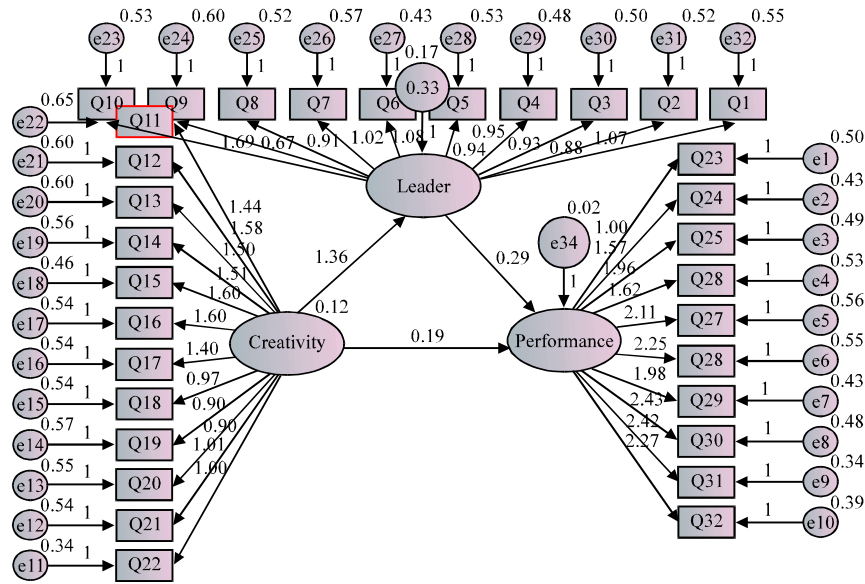 0.53 0.60 0.52 0.57 0.43 0.53 0.48 0.50 0.52 0.55
e23 e24 e25 e26 e27 e28 e29 e30 e31 e32
0.17
1 1 1 1 1 1 1 1 1 1
0.33
0.65 Q10 Q9 Q8 Q7 Q6 Q5 Q4 Q3 Q2 Q1
e22 Q11
1.69 0.67 0.91 1.02 1.08 1 0.94 0.95 0.93 0.88 1.07
0.60
e21 1 Q12
Leader
Q23 1 e1 0.50
0.60
e20 1 Q13
Q24 1 e2 0.43
0.56
e19 1 Q14
Q25 1 e3 0.49
0.46
e18 1 Q15
Q28 1 e4 0.53
0.54
e17 1 Q16
Q27 1 e5 0.56
0.54
e16 1 Q17
Q28 1 e6 0.55
0.54
e15 1 Q18
Q29 1 e7 0.43
0.57
e14 1 Q19
Q30 1 e8 0.48
0.55
e13 1 Q20
Q31 1 e9 0.34
0.54
e12 1 Q21
Q32 1 e10 0.39
0.34
e11 1 Q22
1.44
1.58
1.50
1.51
1.60
1.60
1.40
0.97
0.90
0.90
1.01
1.00
1.36
0.12
Creativity
0.19
0.29
0.02
e34
1
Performance
1.00
1.57
1.96
1.62
2.11
2.25
1.98
2.43
2.42
2.27